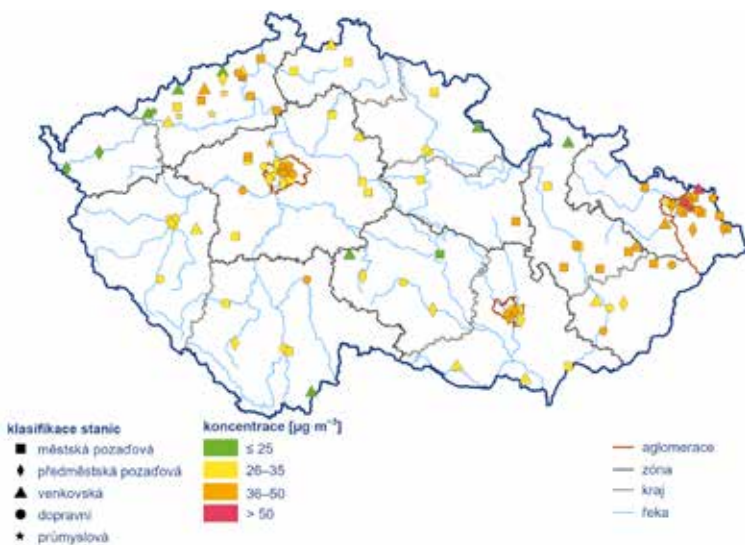 klasifikace stanic
městská pozaďová
předměstská pozaďová
venkovská
dopravní
průmyslová
koncentrace [µg m⁻³]
≤ 25
26–35
36–50
> 50
aglomerace
zóna
kraj
řeka